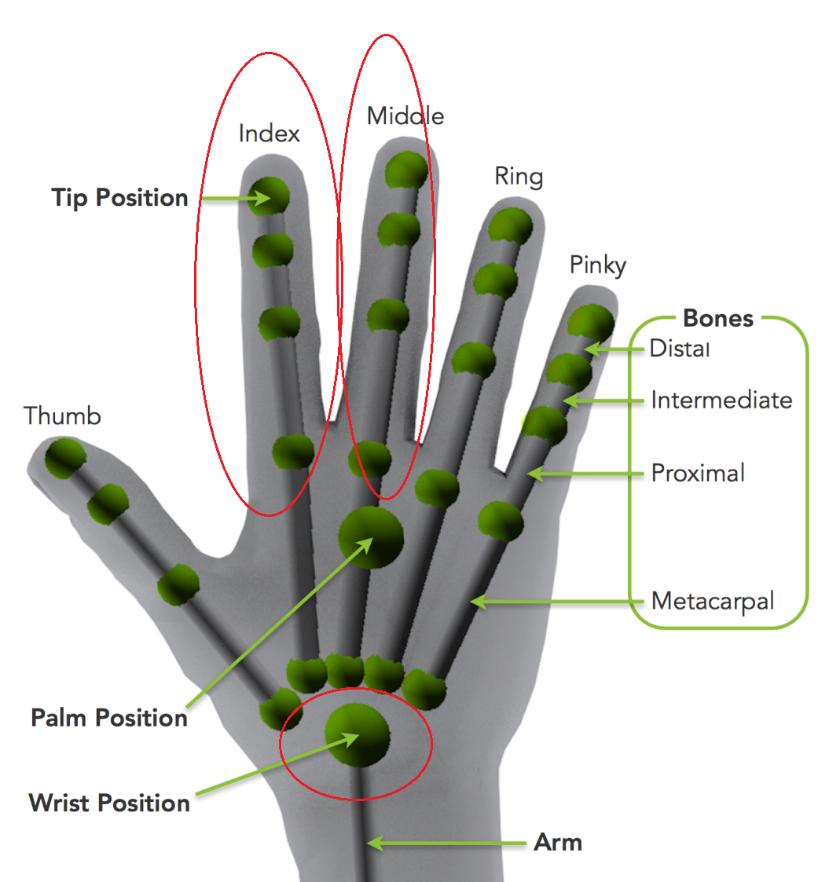 Middle
Index
Ring
Tip Position
Pinky
Bones
Distal
Intermediate
Thumb
Proximal
Metacarpal
Palm Position
Wrist Position
Arm